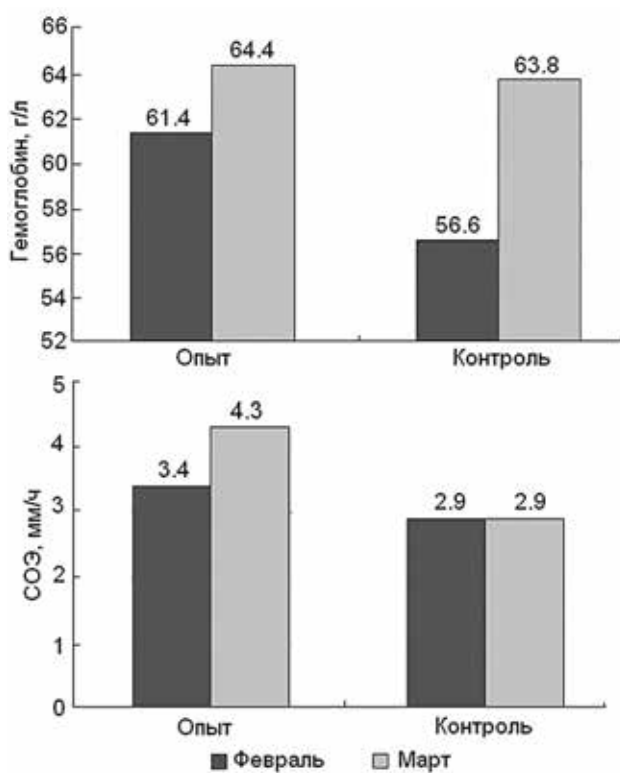 Гемоглобин, г/л
66
64
62
60
58
56
54
52
61.4
64.4
56.6
63.8
Опыт
Контроль
СОЭ, мм/ч
5
4
3
2
1
0
3.4
4.3
2.9
2.9
Опыт
Контроль
Февраль
Март